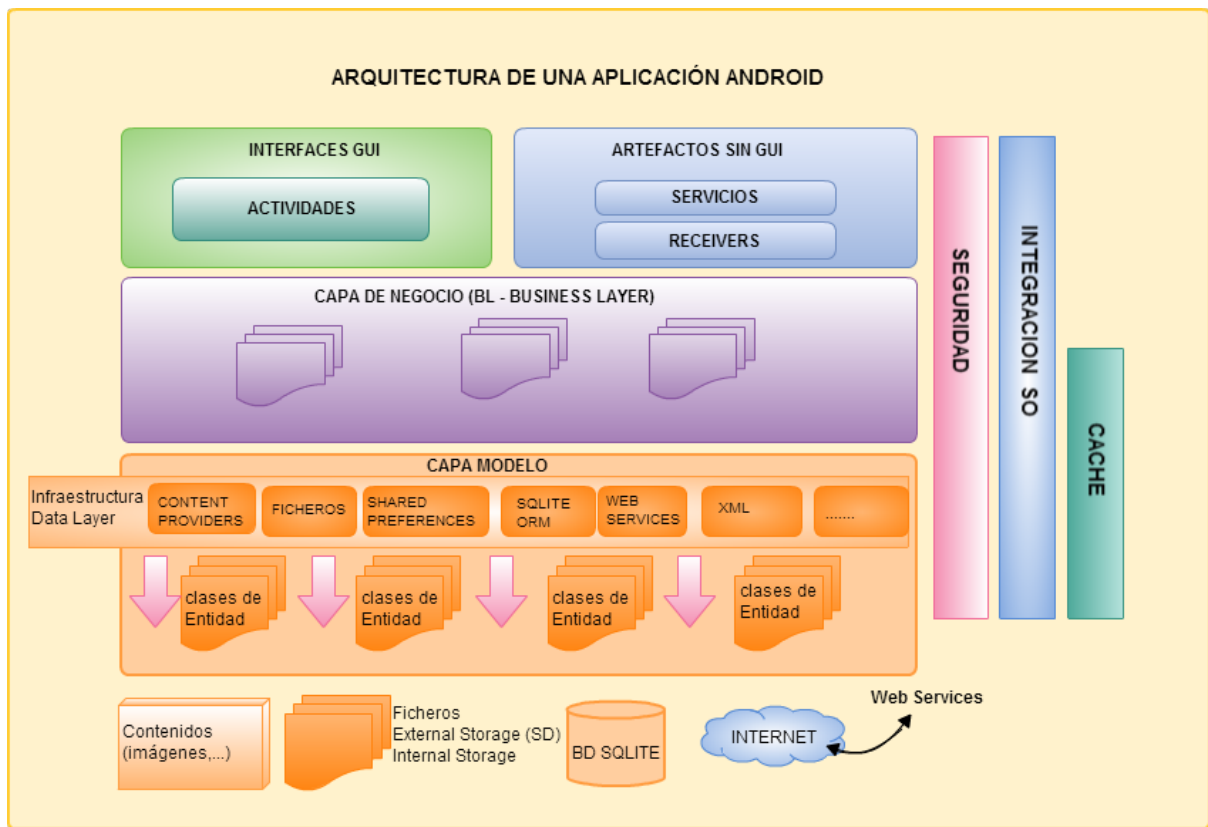 ARQUITECTURA DE UNA APLICACIÓN ANDROID
INTERFACES GUI
ACTIVIDADES
ARTEFACTOS SIN GUI
SERVICIOS
RECEIVERS
CAPA DE NEGOCIO (BL - BUSINESS LAYER)
CAPA MODELO
Infraestructura
Data Layer
CONTENT
PROVIDERS
FICHEROS
SHARED
PREFERENCES
SQLITE
ORM
WEB
SERVICES
XML
.......
clases de
Entidad
clases de
Entidad
clases de
Entidad
clases de
Entidad
SEGURIDAD
INTEGRACION SO
CACHE
Contenidos
(imágenes,...)
Ficheros
External Storage (SD)
Internal Storage
BD SQLITE
INTERNET
Web Services